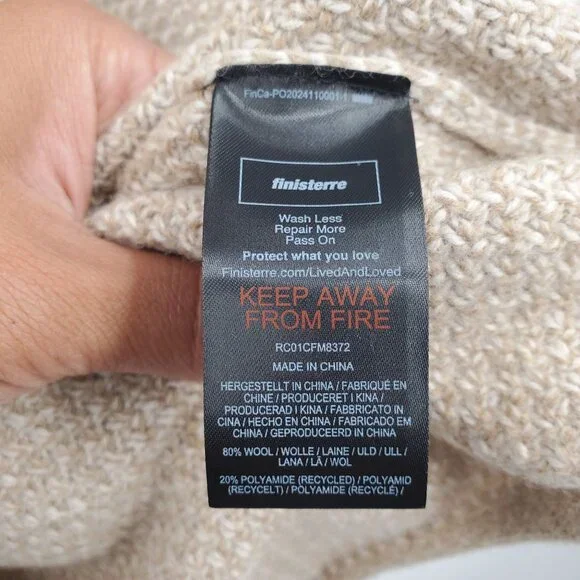 FinCa-PO2024110001-1
finisterre
Wash Less
Repair More
Pass On
Protect what you love
Finisterre.com/LivedAndLoved
KEEP AWAY
FROM FIRE
RC01CFM8372
MADE IN CHINA
HERGESTELLT IN CHINA / FABRIQUÉ EN
CHINE / PRODUCERET I KINA /
PRODUCERAD I KINA / FABBRICATO IN
CINA / HECHO EN CHINA / FABRICADO EM
CHINA / GEPRODUCEERD IN CHINA
80% WOOL / WOLLE / LAINE / ULD / ULL /
LANA / LÃ / WOL
20% POLYAMIDE (RECYCLED) / POLYAMID
(RECYCELT) / POLYAMIDE (RECYCLÉ) /